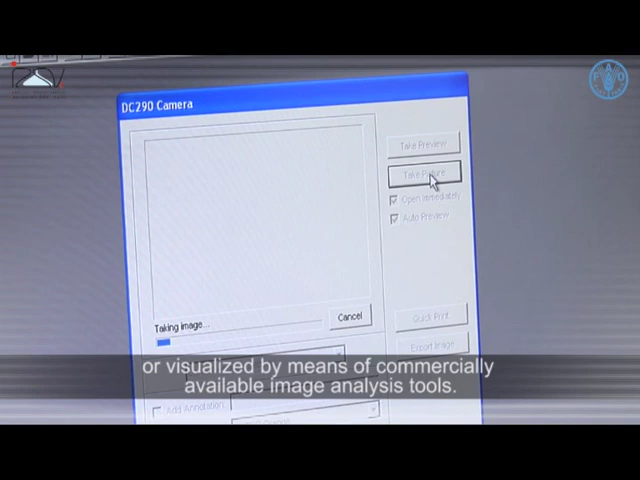 DC290 Camera
Take Preview
Take Picture
Open Immediately
Auto Preview
Taking image...
Cancel
Quick Print
Export Image
or visualized by means of commercially
available image analysis tools.
Add Annotation